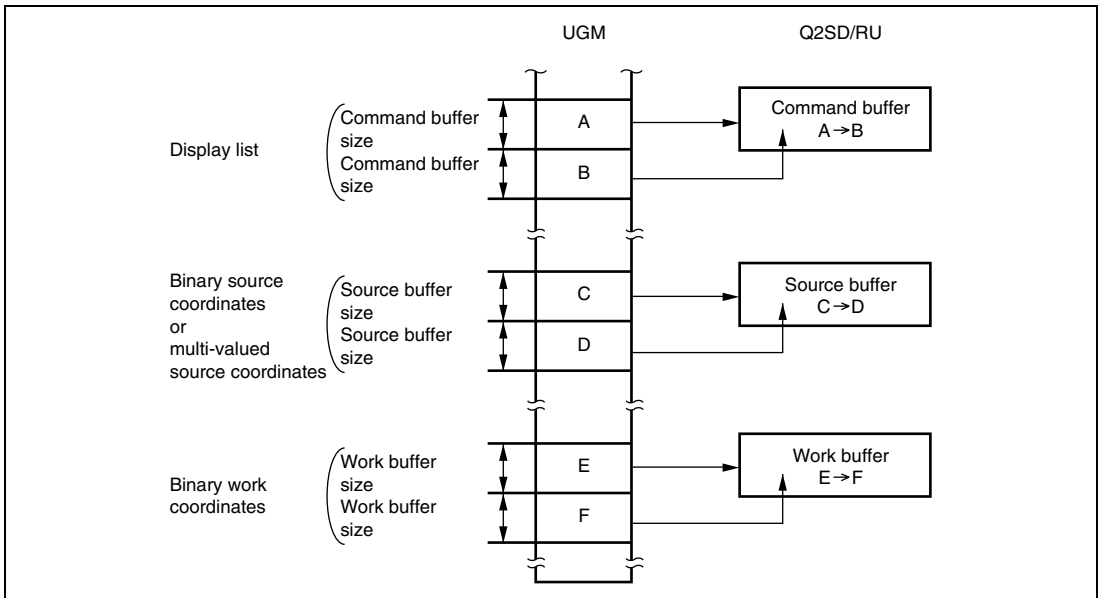 UGM
Q2SD/RU
Display list
Command buffer
size
Command buffer
size
A
B
Command buffer
A→B
Binary source
coordinates
or
multi-valued
source coordinates
Source buffer
size
Source buffer
size
C
D
Source buffer
C→D
Binary work
coordinates
Work buffer
size
Work buffer
size
E
F
Work buffer
E→F